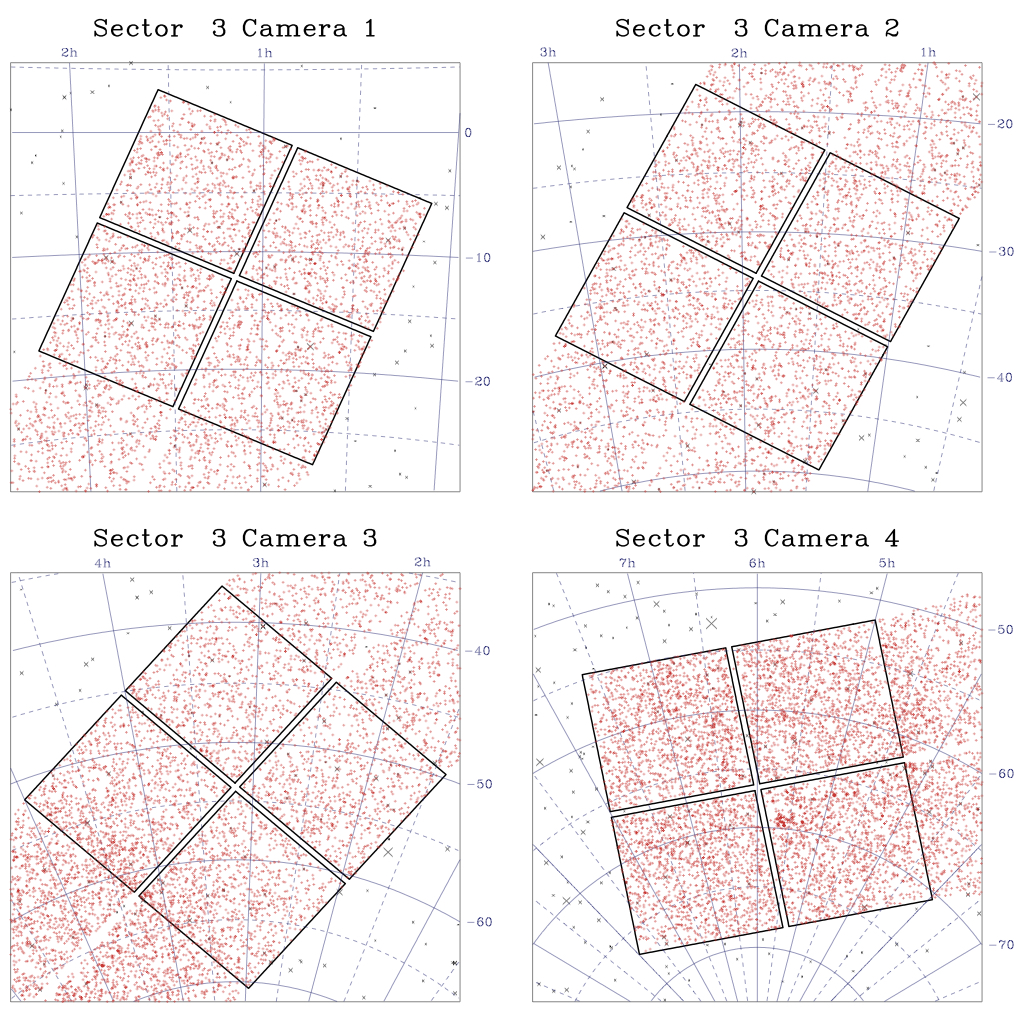 Sector 3 Camera 1
2h 1h
0
-10
-20
Sector 3 Camera 2
3h 2h 1h
-20
-30
-40
Sector 3 Camera 3
4h 3h 2h
-40
-50
-60
Sector 3 Camera 4
7h 6h 5h
-50
-60
-70